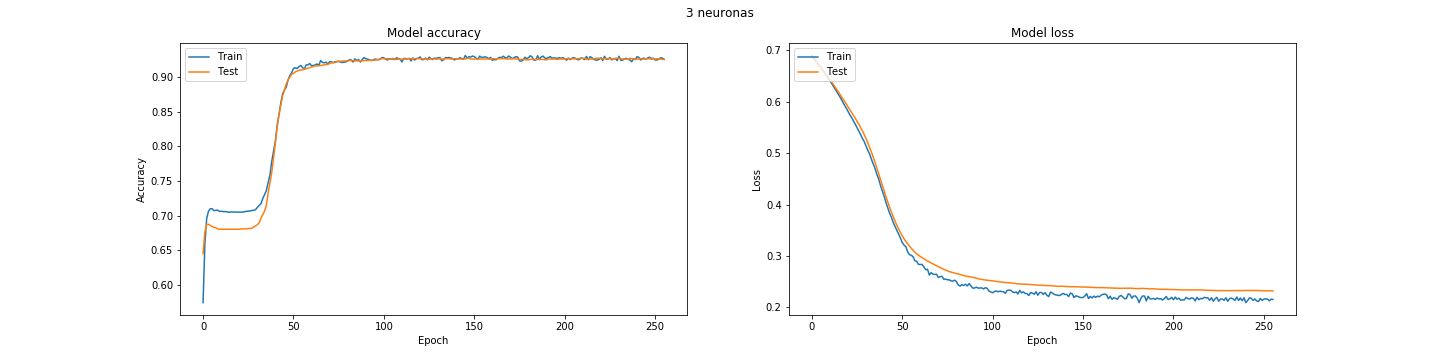 3 neuronas
Model accuracy
Train
Test
0.90
0.85
0.80
0.75
0.70
0.65
0.60
Accuracy
0 50 100 150 200 250
Epoch
Model loss
Train
Test
0.7
0.6
0.5
0.4
0.3
0.2
Loss
0 50 100 150 200 250
Epoch